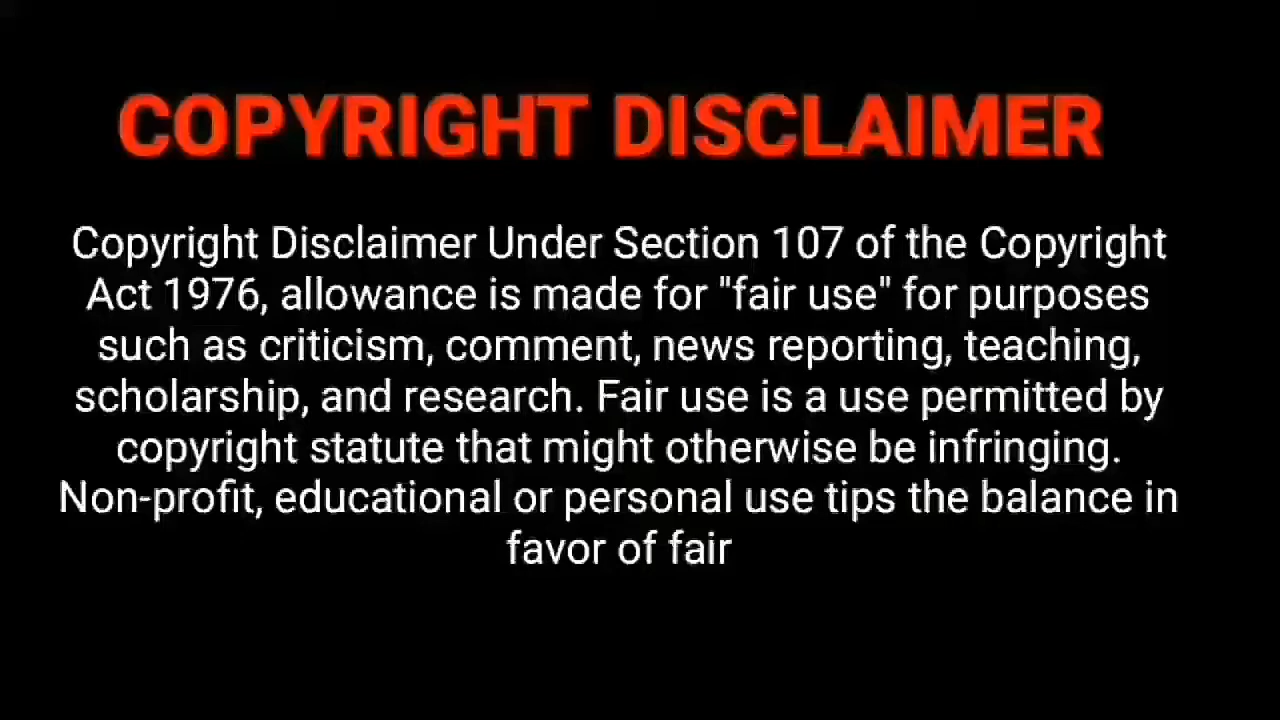 COPYRIGHT DISCLAIMER
Copyright Disclaimer Under Section 107 of the Copyright
Act 1976, allowance is made for "fair use" for purposes
such as criticism, comment, news reporting, teaching,
scholarship, and research. Fair use is a use permitted by
copyright statute that might otherwise be infringing.
Non-profit, educational or personal use tips the balance in
favor of fair